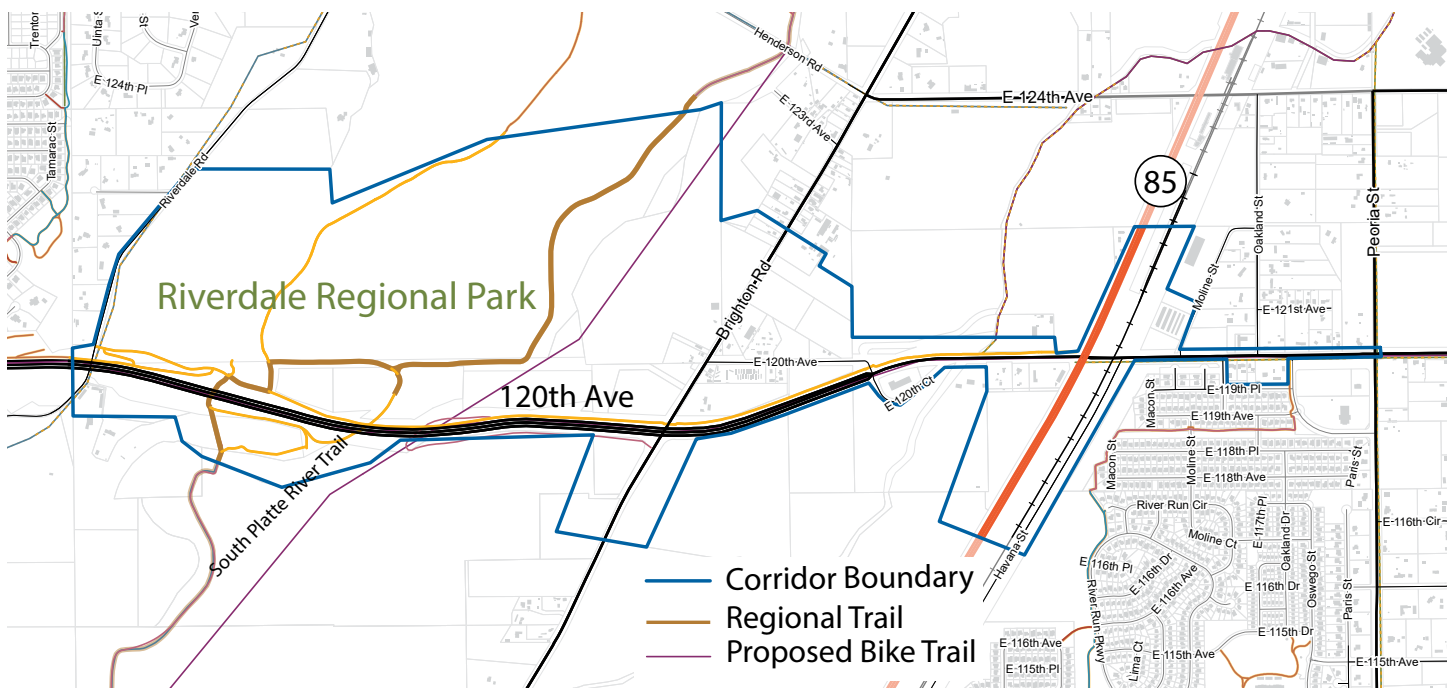 Trenton
Uinta St
St
Ver
E 124th Pl
Tamarac St
Riverdale Rd
Henderson Rd
E 124th Ave
E 123rd Ave
85
Oakland St
Peoria St
Moline St
E 121st Ave
Riverdale Regional Park
Brighton Rd
E 120th Ave
120th Ave
E 120th Ct
Macon St
E 119th Pl
E 119th Ave
Macon St
Moline St
E 118th Pl
E 118th Ave
Paris St
South Platte River Trail
River Run Cir
E 117th Pl
Oakland Dr
E 116th Cir
Moline Ct
Havana St
E 116th Pl
E 116th Dr
E 116th Ave
E 116th Dr
Oswego St
Paris St
River Run Pkwy
E 115th Dr
E 116th Ave
E 115th Pl
Lima Ct
E 115th Ave
E 115th Ave
Corridor Boundary
Regional Trail
Proposed Bike Trail